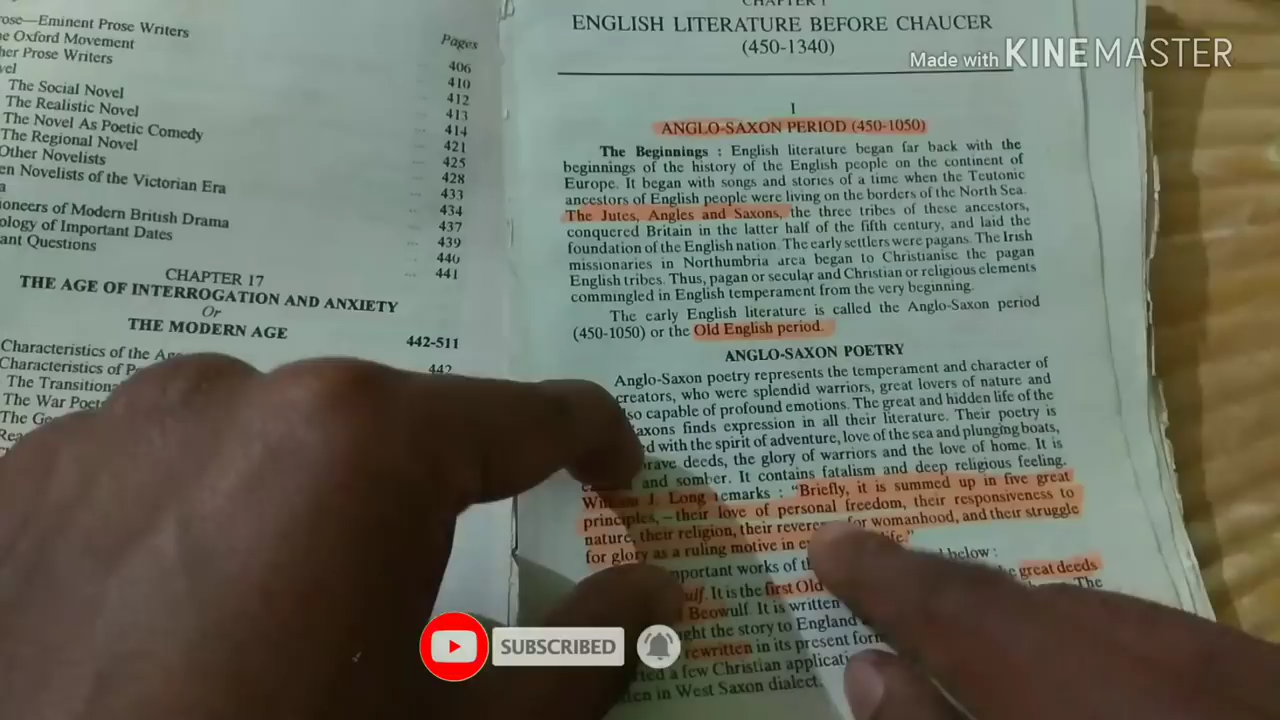 ose—Eminent Prose Writers
e Oxford Movement
her Prose Writers
vel
The Social Novel
The Realistic Novel
The Novel As Poetic Comedy
The Regional Novel
Other Novelists
en Novelists of the Victorian Era
a
ioneers of Modern British Drama
ology of Important Dates
ant Questions
Pages
406
410
412
413
414
421
425
428
433
434
437
439
440
441
CHAPTER 17
THE AGE OF INTERROGATION AND ANXIETY
Or
THE MODERN AGE 442-511
Characteristics of the
Characteristics of 442
The Transitiona
The War Poet
The
CHAPTER I
ENGLISH LITERATURE BEFORE CHAUCER
(450-1340)
Made with KINEMASTER
I
ANGLO-SAXON PERIOD (450-1050)
The Beginnings : English literature began far back with the
beginnings of the history of the English people on the continent of
Europe. It began with songs and stories of a time when the Teutonic
ancestors of English people were living on the borders of the North Sea.
The Jutes, Angles and Saxons, the three tribes of these ancestors,
conquered Britain in the latter half of the fifth century, and laid the
foundation of the English nation. The early settlers were pagans. The Irish
missionaries in Northumbria area began to Christianise the pagan
English tribes. Thus, pagan or secular and Christian or religious elements
commingled in English temperament from the very beginning.
The early English literature is called the Anglo-Saxon period
(450-1050) or the Old English period.
ANGLO-SAXON POETRY
Anglo-Saxon poetry represents the temperament and character of
creators, who were splendid warriors, great lovers of nature and
so capable of profound emotions. The great and hidden life of the
axons finds expression in all their literature. Their poetry is
ed with the spirit of adventure, love of the sea and plunging boats,
brave deeds, the glory of warriors and the love of home. It is
and somber. It contains fatalism and deep religious feeling.
William J. Long remarks : "Briefly, it is summed up in five great
principles, – their love of personal freedom, their responsiveness to
nature, their religion, their reverence for womanhood, and their struggle
for glory as a ruling motive in life."
mportant works of below :
ulf. It is the first Old great deeds
Beowulf. It is written The
ght the story to England
rewritten in its present form
rted a few Christian
ten in West Saxon dialect.
SUBSCRIBED